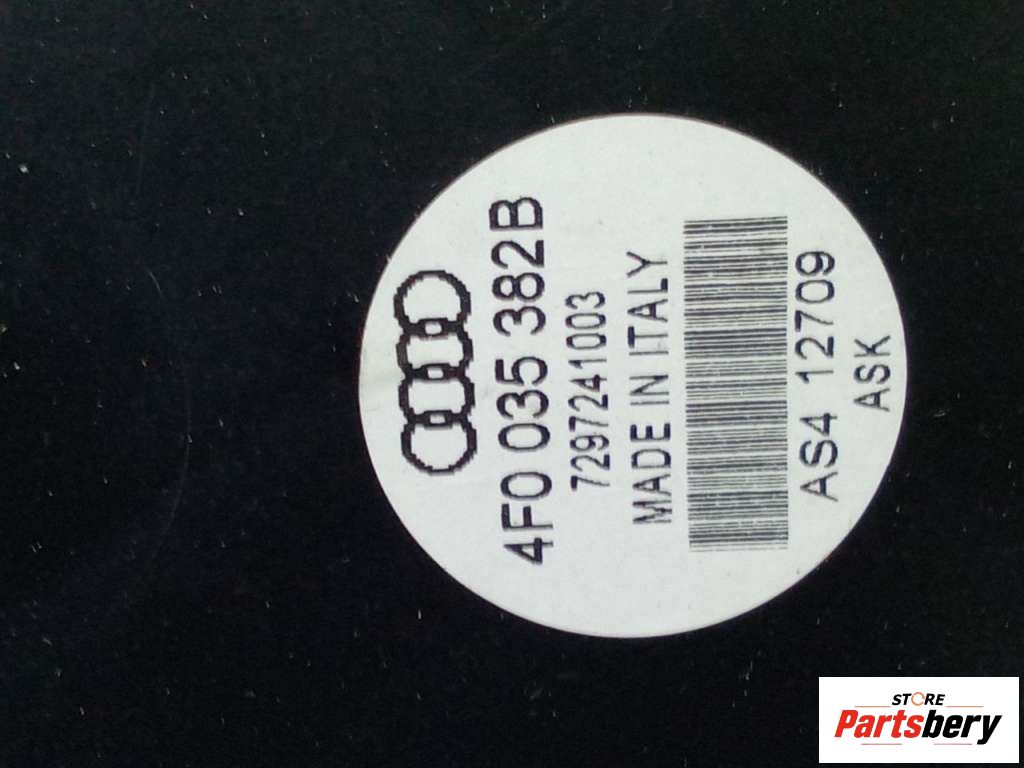 4F0 035 382B
7297241003
MADE IN ITALY
AS4 12709
ASK
STORE
Partsbery